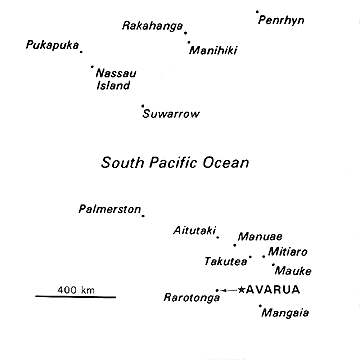 Penrhyn
Rakahanga
Manihiki
Pukapuka
Nassau
Island
Suwarrow
South Pacific Ocean
Palmerston
Aitutaki
Manuae
Mitiaro
Takutea
Mauke
400 km
AVARUA
Rarotonga
Mangaia